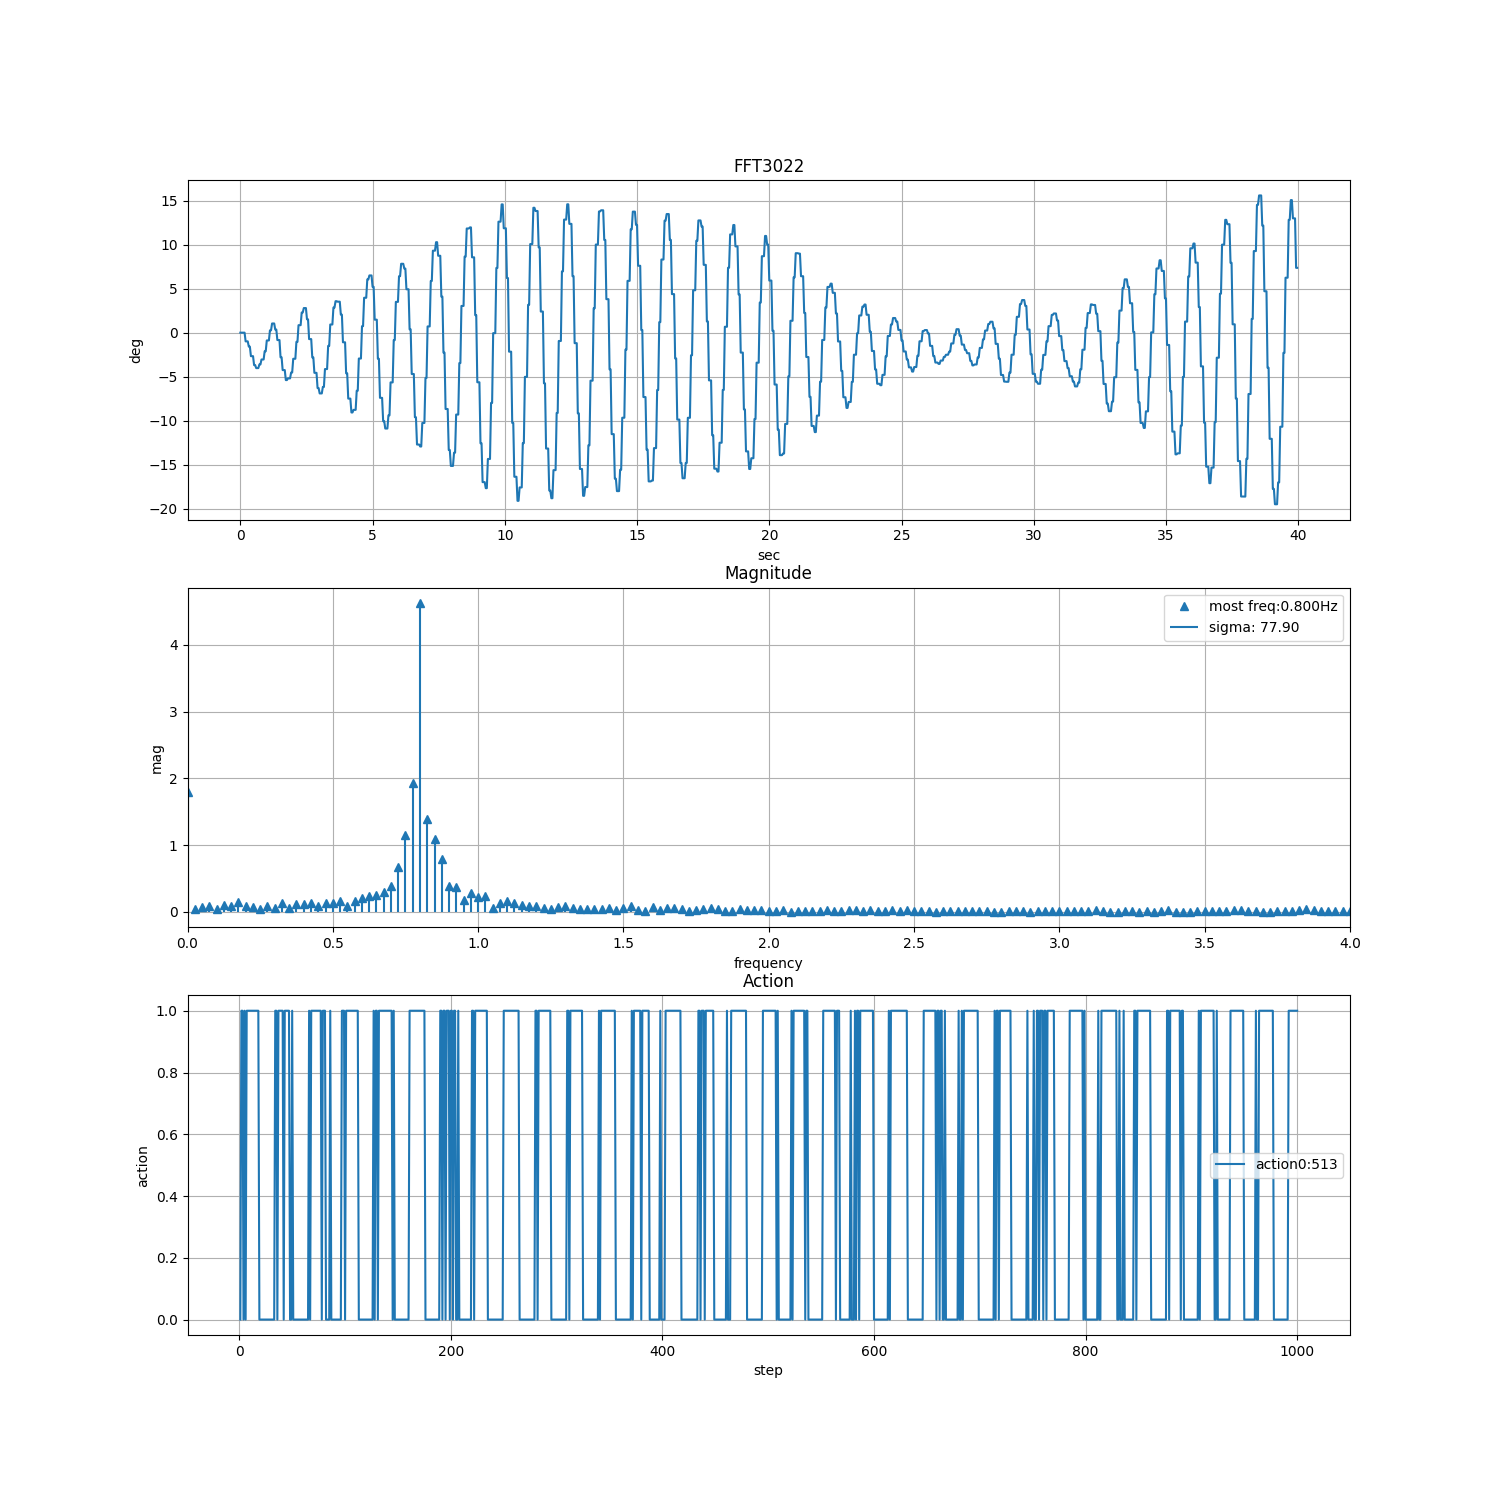 FFT3022
15
10
5
0
−5
−10
−15
−20
deg
0 5 10 15 20 25 30 35 40
sec
Magnitude
most freq:0.800Hz
sigma: 77.90
4
3
2
1
0
mag
0.0 0.5 1.0 1.5 2.0 2.5 3.0 3.5 4.0
frequency
Action
1.0
0.8
0.6
0.4
0.2
0.0
action
action0:513
0 200 400 600 800 1000
step